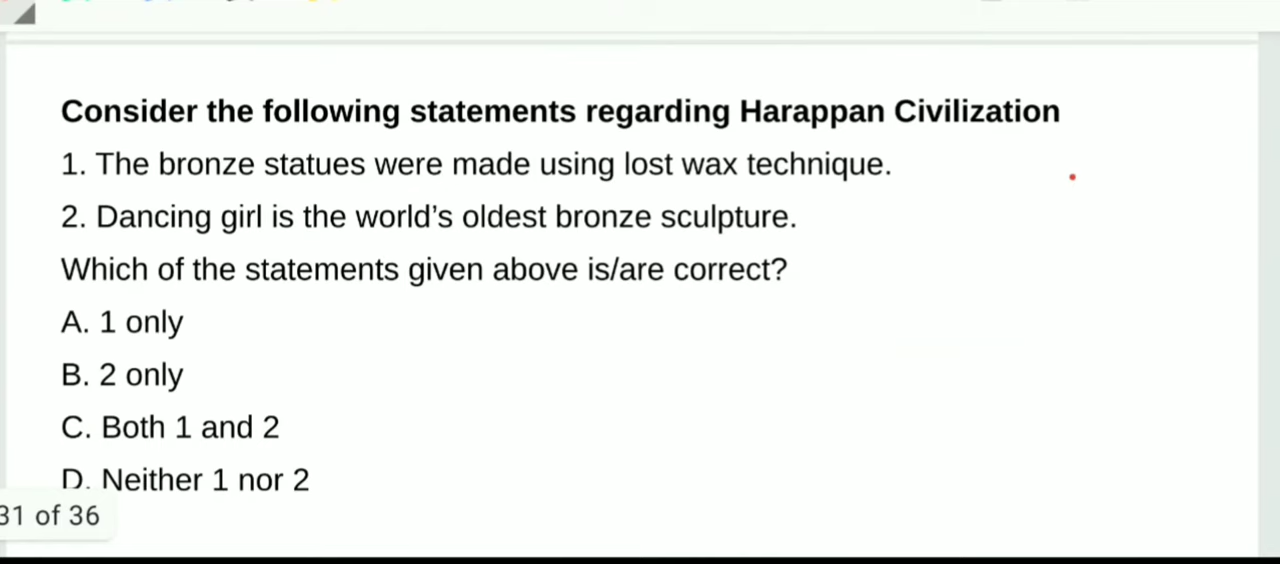 Consider the following statements regarding Harappan Civilization
1. The bronze statues were made using lost wax technique.
2. Dancing girl is the world’s oldest bronze sculpture.
Which of the statements given above is/are correct?
A. 1 only
B. 2 only
C. Both 1 and 2
D. Neither 1 nor 2
31 of 36